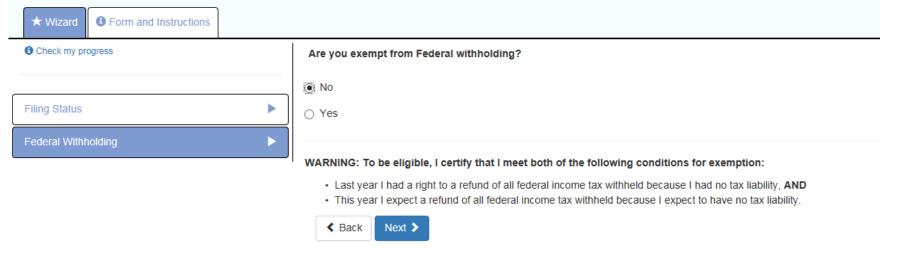 Wizard
Form and Instructions
Check my progress
Filing Status
Federal Withholding
Are you exempt from Federal withholding?
No
Yes
WARNING: To be eligible, I certify that I meet both of the following conditions for exemption:
• Last year I had a right to a refund of all federal income tax withheld because I had no tax liability, AND
• This year I expect a refund of all federal income tax withheld because I expect to have no tax liability.
Back
Next